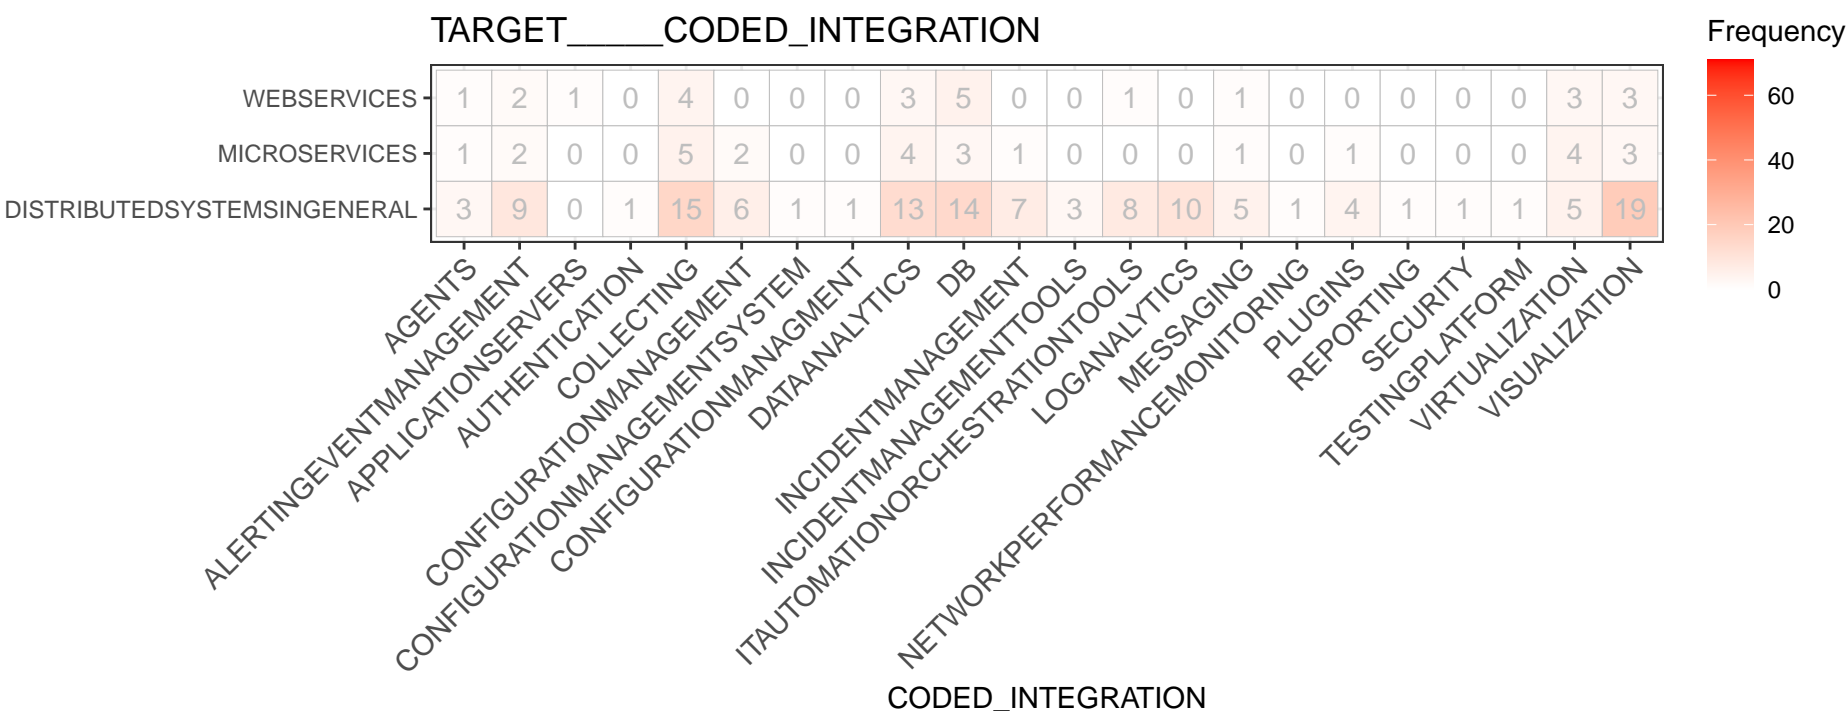 TARGET_____CODED_INTEGRATION
Frequency
WEBSERVICES 1 2 1 0 4 0 0 0 3 5 0 0 1 0 1 0 0 0 0 0 3 3
MICROSERVICES 1 2 0 0 5 2 0 0 4 3 1 0 0 0 1 0 1 0 0 0 4 3
DISTRIBUTEDSYSTEMSINGENERAL 3 9 0 1 15 6 1 1 13 14 7 3 8 10 5 1 4 1 1 1 5 19
60
40
20
0
AGENTS
ALERTINGEVENTMANAGEMENT
APPLICATIONSERVERS
AUTHENTICATION
COLLECTING
CONFIGURATIONMANAGEMENT
CONFIGURATIONMANAGEMENTSYSTEM
CONFIGURATIONMANAGMENT
DATAANALYTICS
DB
INCIDENTMANAGEMENT
INCIDENTMANAGEMENTTOOLS
ITAUTOMATIONORCHESTRATIONTOOLS
LOGANALYTICS
MESSAGING
NETWORKPERFORMANCEMONITORING
PLUGINS
REPORTING
SECURITY
TESTINGPLATFORM
VIRTUALIZATION
VISUALIZATION
CODED_INTEGRATION